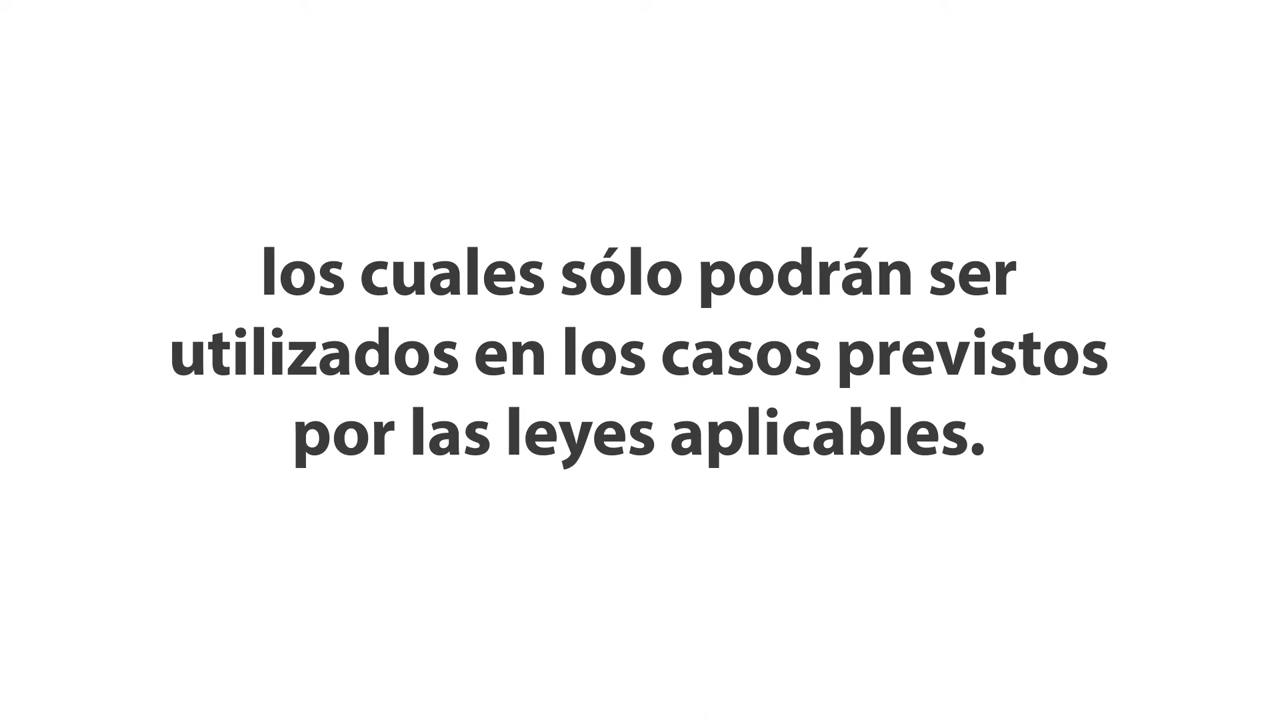 los cuales sólo podrán ser
utilizados en los casos previstos
por las leyes aplicables.